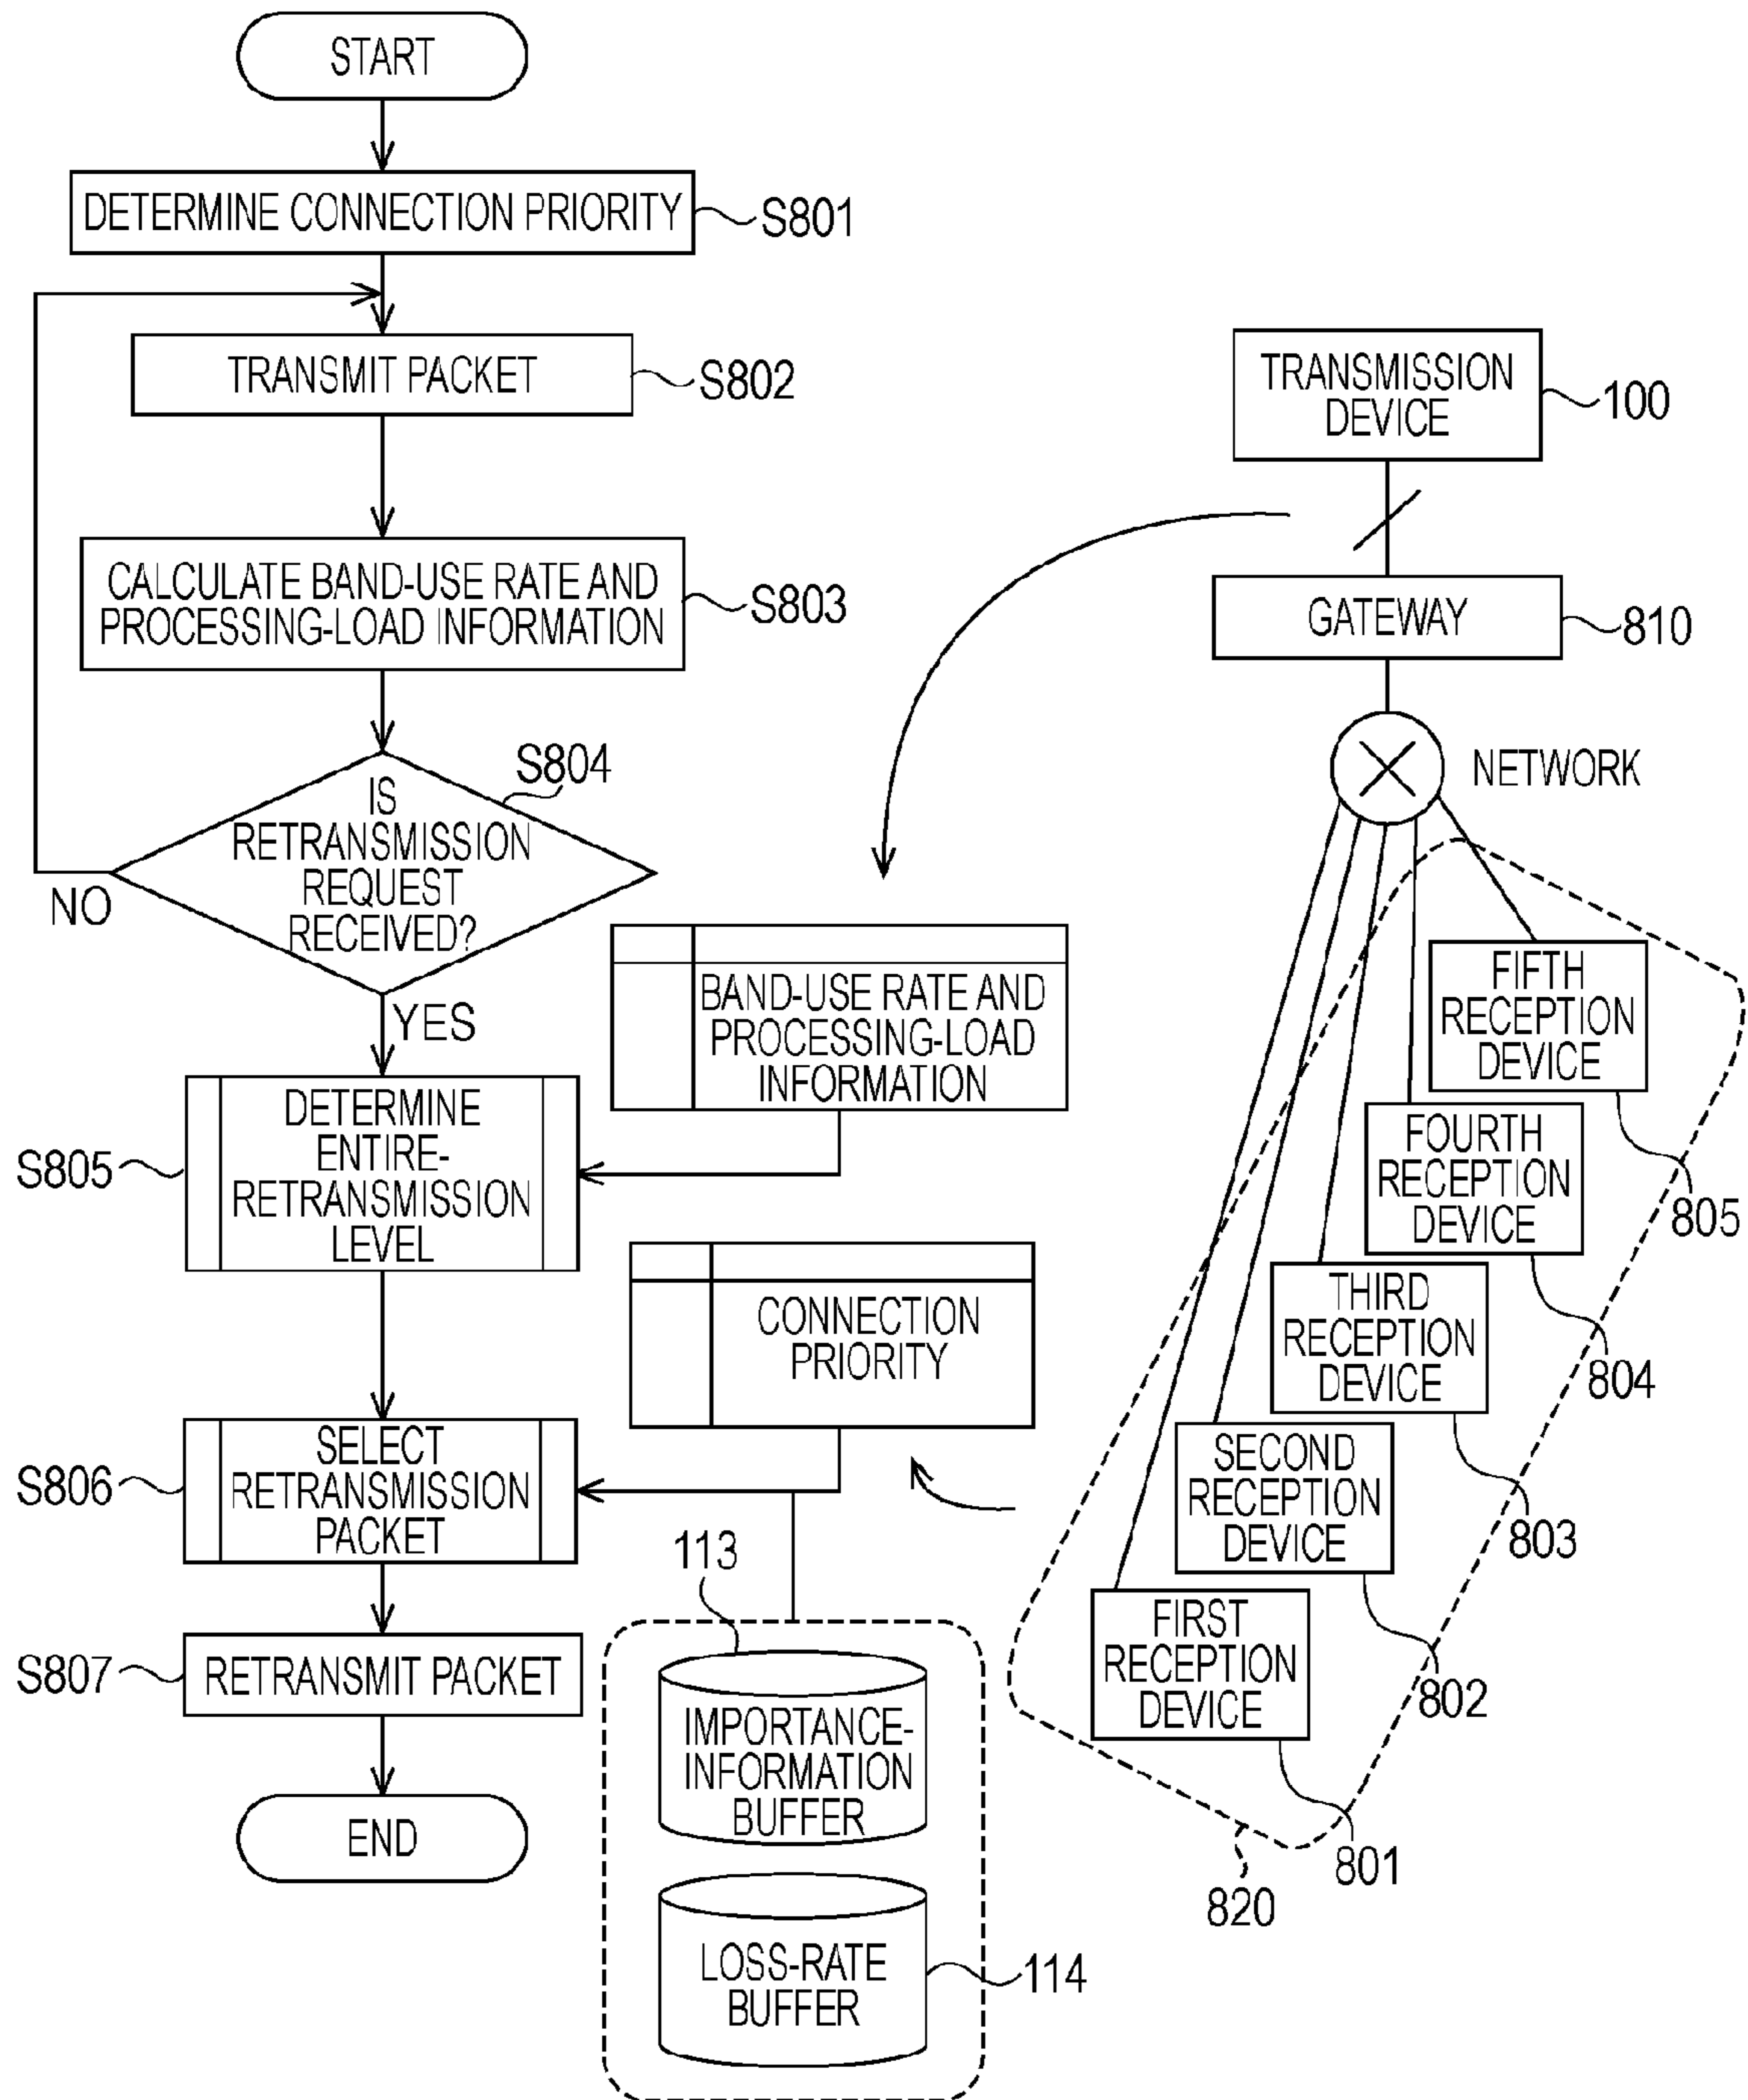 START
DETERMINE CONNECTION PRIORITY
S801
TRANSMIT PACKET
S802
CALCULATE BAND-USE RATE AND
PROCESSING-LOAD INFORMATION
S803
S804
IS
RETRANSMISSION
REQUEST
RECEIVED?
NO
YES
S805
DETERMINE
ENTIRE-
RETRANSMISSION
LEVEL
BAND-USE RATE AND
PROCESSING-LOAD
INFORMATION
S806
SELECT
RETRANSMISSION
PACKET
CONNECTION
PRIORITY
S807
RETRANSMIT PACKET
END
113
IMPORTANCE-
INFORMATION
BUFFER
LOSS-RATE
BUFFER
114
TRANSMISSION
DEVICE
100
GATEWAY
810
NETWORK
FIFTH
RECEPTION
DEVICE
805
FOURTH
RECEPTION
DEVICE
804
THIRD
RECEPTION
DEVICE
803
SECOND
RECEPTION
DEVICE
802
FIRST
RECEPTION
DEVICE
801
820